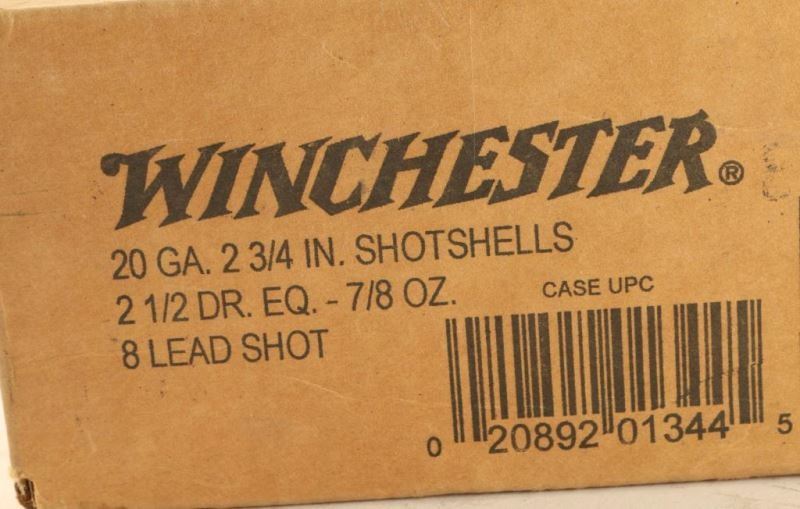 WINCHESTER®
20 GA. 2 3/4 IN. SHOTSHELLS
2 1/2 DR. EQ. - 7/8 OZ.
8 LEAD SHOT
CASE UPC
0 20892 01344 5